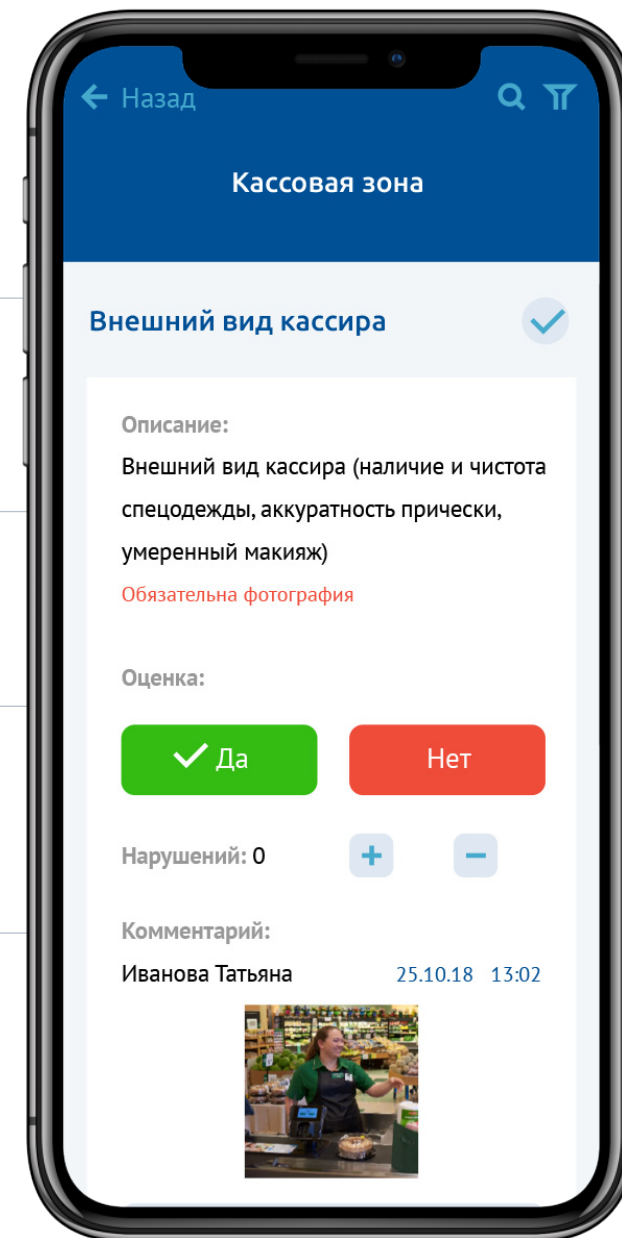 Назад
Кассовая зона
Внешний вид кассира
Описание:
Внешний вид кассира (наличие и чистота
спецодежды, аккуратность прически,
умеренный макияж)
Обязательна фотография
Оценка:
Да Нет
Нарушений: 0 + −
Комментарий:
Иванова Татьяна 25.10.18 13:02